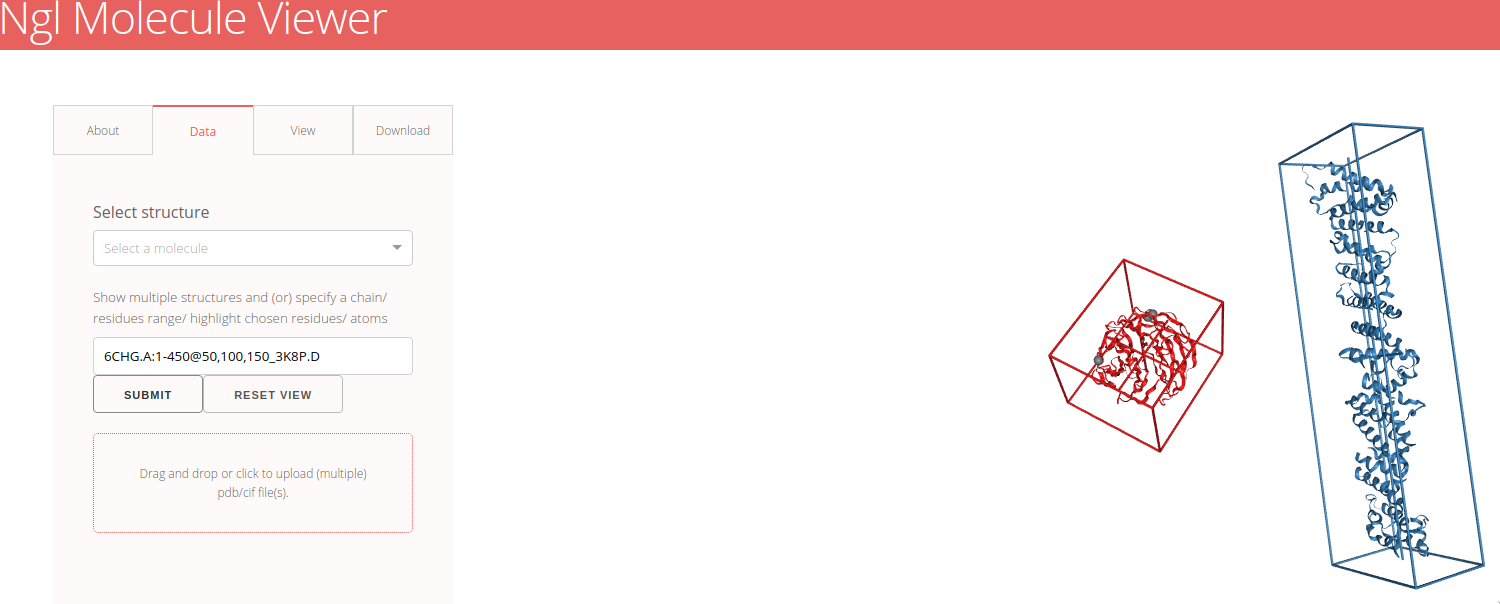 Ngl Molecule Viewer
About
Data
View
Download
Select structure
Select a molecule
Show multiple structures and (or) specify a chain/
residues range/ highlight chosen residues/ atoms
6CHG.A:1-450@50,100,150_3K8P.D
SUBMIT
RESET VIEW
Drag and drop or click to upload (multiple)
pdb/cif file(s).